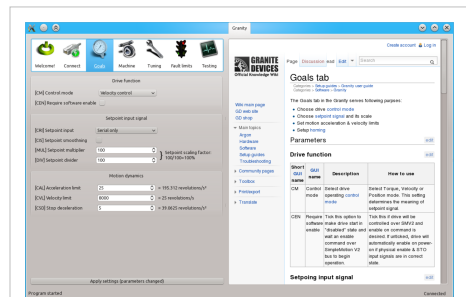 Granity
Welcome! Connect Goals Machine Tuning Fault limits Testing
Drive function
[CM] Control mode Velocity control
[CEN] Require software enable
Setpoint input signal
[CRI] Setpoint input Serial only
[CIS] Setpoint smoothing
[MUL] Setpoint multiplier 100
[DIV] Setpoint divider 100
Setpoint scaling factor:
100/100=100%
Motion dynamics
[CAL] Acceleration limit 25 = 195.312 revolutions/s²
[CVL] Velocity limit 8000
[CSD] Stop deceleration 5 = 39.0625 revolutions/s²
Apply settings (parameters changed)
Program started
Connected
GRANITE
DEVICES
Official Knowledge Wiki
Wiki main page
GD web site
GD shop
Main topics
Argon
Hardware
Software
Setup guides
Troubleshooting
Community pages
Toolbox
Print/export
Translate
Create account Log in
Page Discussion Read Edit Search
Goals tab
Categories: Setup guides | Granity user guide
Categories: Software | Granity
The Goals Tab in the Granity serves following purpose:
Choose drive control mode
Choose setpoint signal and its scale
Set motion acceleration & velocity limits
Setup homing
Parameters edit
Drive function edit
Short GUI name GUI name Description How to use
CM Control mode Select drive operating control mode Select Torque, Velocity or Position mode. This setting determines the meaning of setpoint signal.
CEN Require software enable Tick this option to make drive start in "disabled" state and wait an enable command over SimpleMotion V2 bus to begin operation. Tick this if drive will be controlled over SMV2 and enable on command is desired. If unticked, drive will automatically enable on power-on if physical enable & STO input signals are in correct state.
Setpoing input signal edit